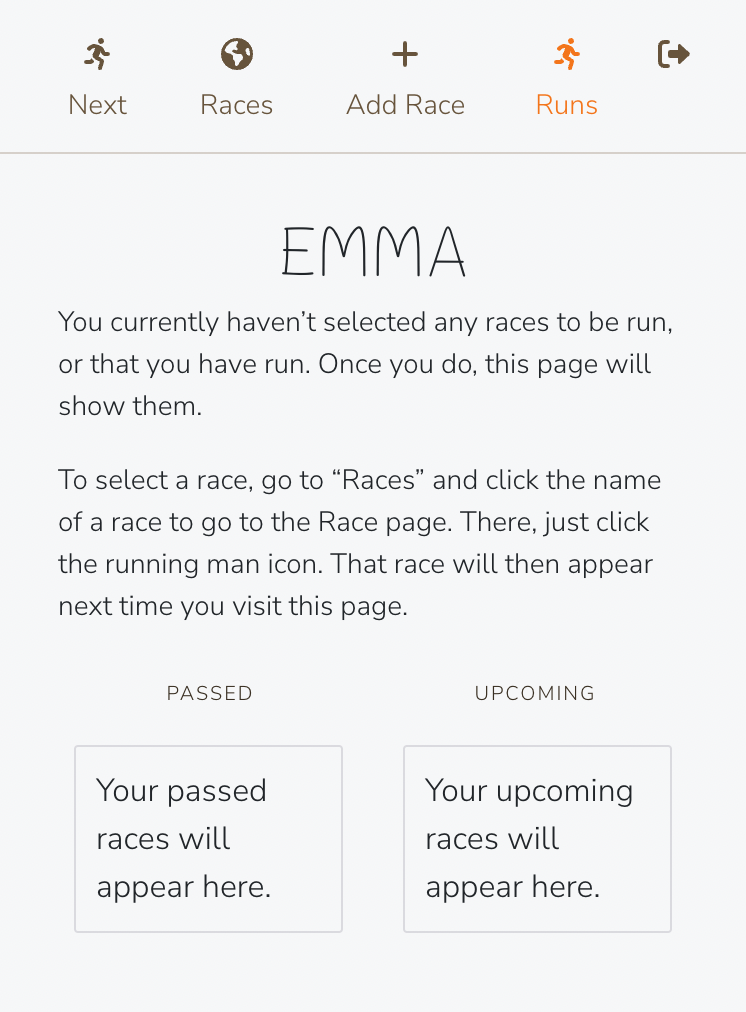 Next Races Add Race Runs
EMMA
You currently haven’t selected any races to be run,
or that you have run. Once you do, this page will
show them.
To select a race, go to “Races” and click the name
of a race to go to the Race page. There, just click
the running man icon. That race will then appear
next time you visit this page.
PASSED
Your passed
races will
appear here.
UPCOMING
Your upcoming
races will
appear here.